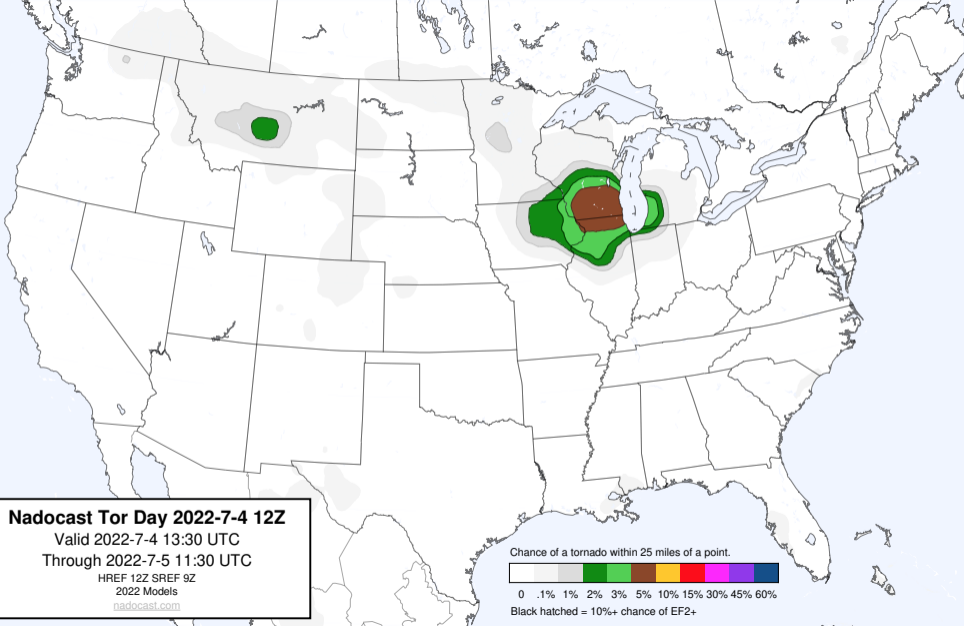 Nadocast Tor Day 2022-7-4 12Z
Valid 2022-7-4 13:30 UTC
Through 2022-7-5 11:30 UTC
HREF 12Z SREF 9Z
2022 Models
nadocast.com
Chance of a tornado within 25 miles of a point.
0 .1% 1% 2% 3% 5% 10% 15% 30% 45% 60%
Black hatched = 10%+ chance of EF2+